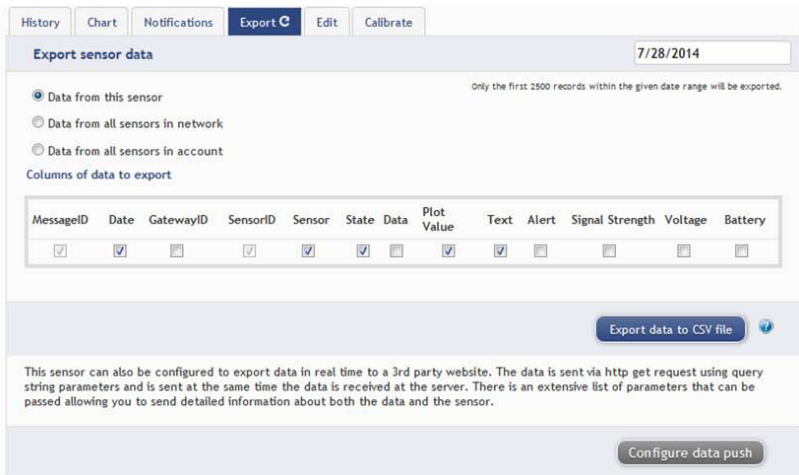 History Chart Notifications Export Edit Calibrate
Export sensor data 7/28/2014
Only the first 2500 records within the given date range will be exported.
Data from this sensor
Data from all sensors in network
Data from all sensors in account
Columns of data to export
MessageID Date GatewayID SensorID Sensor State Data Plot Value Text Alert Signal Strength Voltage Battery
Export data to CSV file ?
This sensor can also be configured to export data in real time to a 3rd party website. The data is sent via http get request using query
string parameters and is sent at the same time the data is received at the server. There is an extensive list of parameters that can be
passed allowing you to send detailed information about both the data and the sensor.
Configure data push